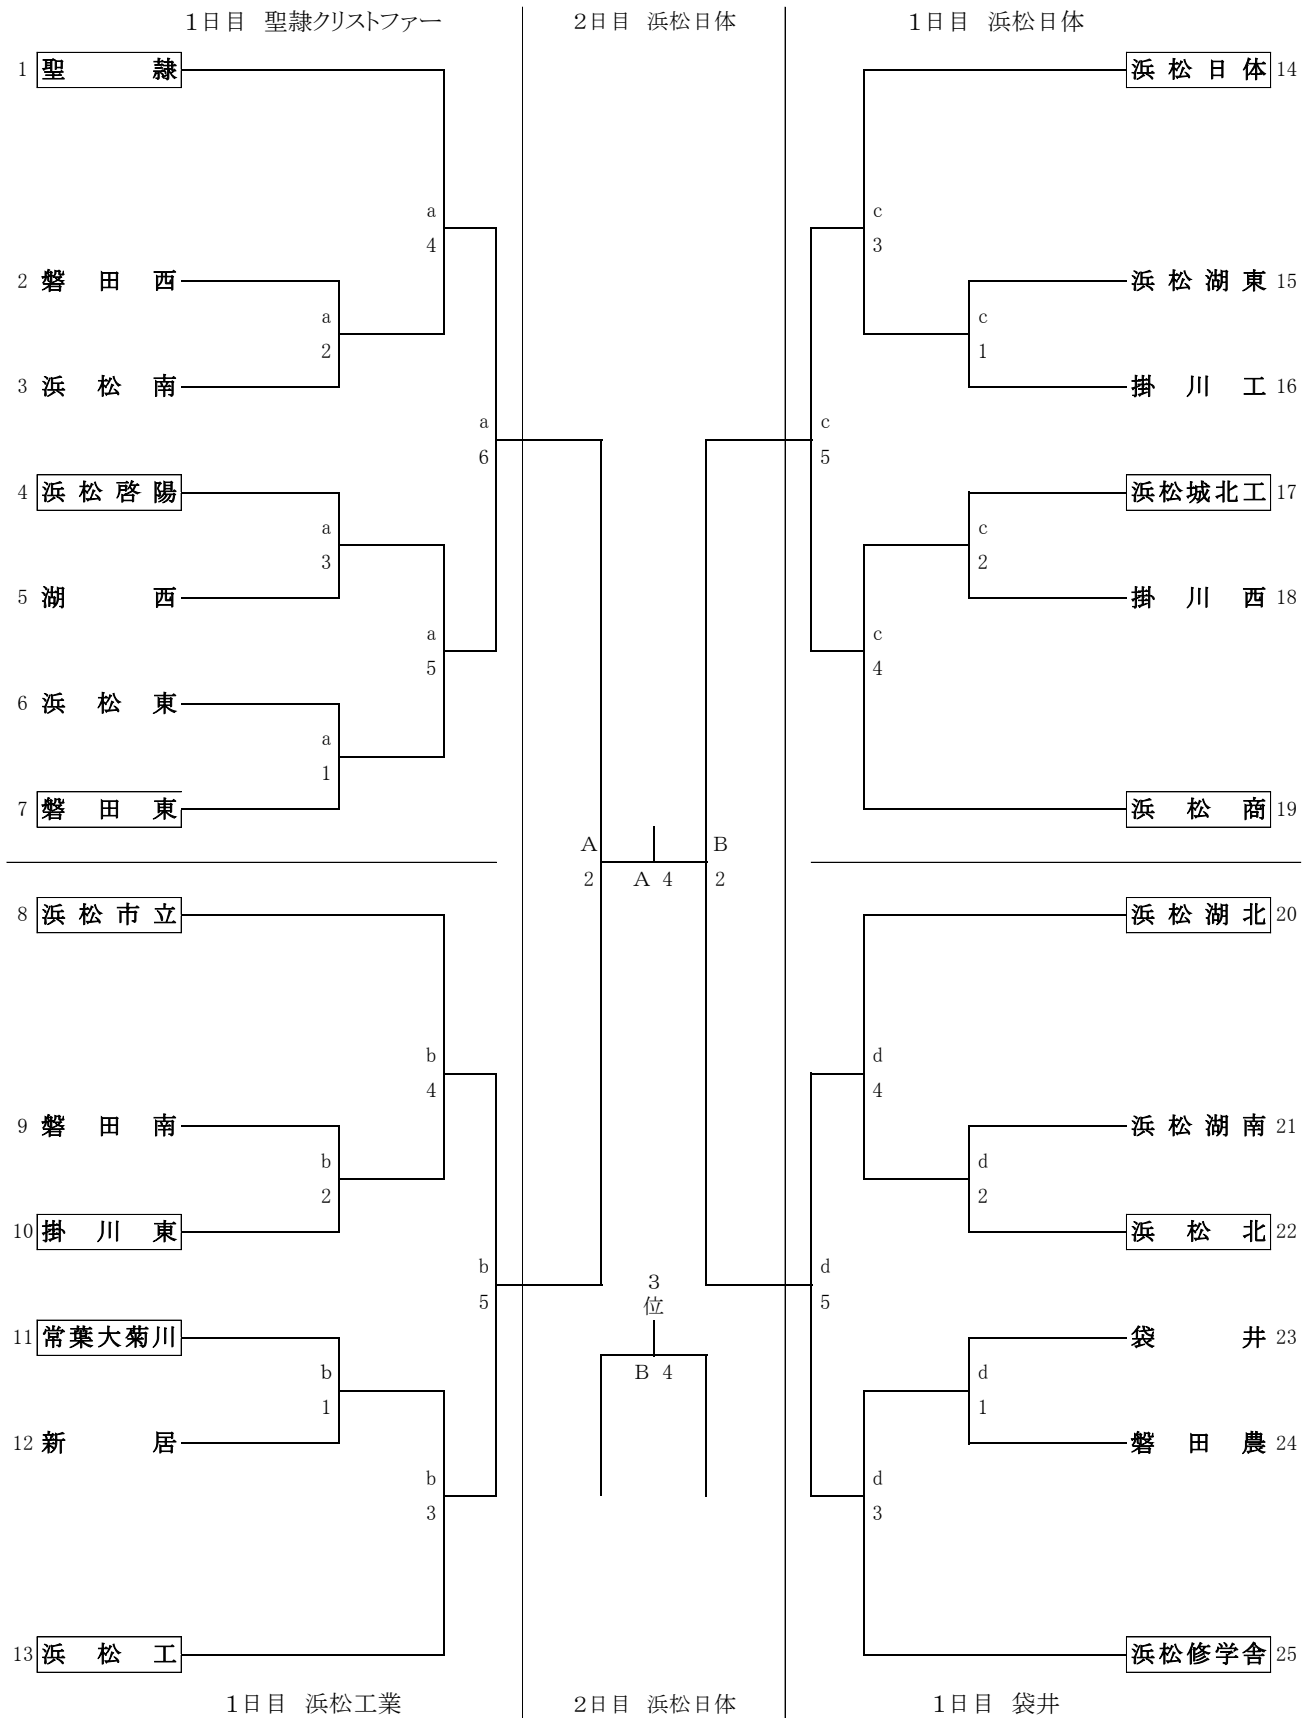 1日目 聖隷クリストファー
2日目 浜松日体
1日目 浜松日体
1 聖隷
浜松日体 14
a
4
c
3
2 磐田西
浜松湖東 15
a
2
c
1
3 浜松南
掛川工 16
a
6
c
5
4 浜松啓陽
浜松城北工 17
a
3
c
2
5 湖西
掛川西 18
a
5
c
4
6 浜松東
a
1
7 磐田東
浜松商 19
A
2
A 4
B
2
8 浜松市立
浜松湖北 20
b
4
d
4
9 磐田南
浜松湖南 21
b
2
d
2
10 掛川東
浜松北 22
b
5
3
位
d
5
11 常葉大菊川
袋井 23
b
1
B 4
d
1
12 新居
磐田農 24
b
3
d
3
13 浜松工
浜松修学舎 25
1日目 浜松工業
2日目 浜松日体
1日目 袋井